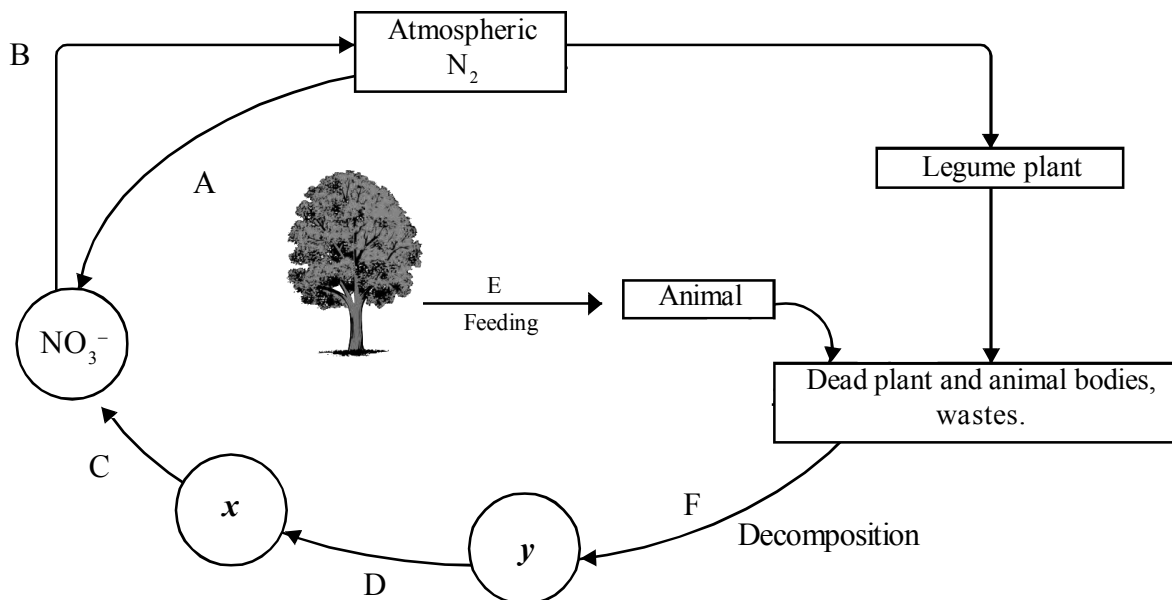 Atmospheric
N₂
B
A
Legume plant
E
Feeding
Animal
NO₃⁻
Dead plant and animal bodies,
wastes.
C
x
F
Decomposition
y
D